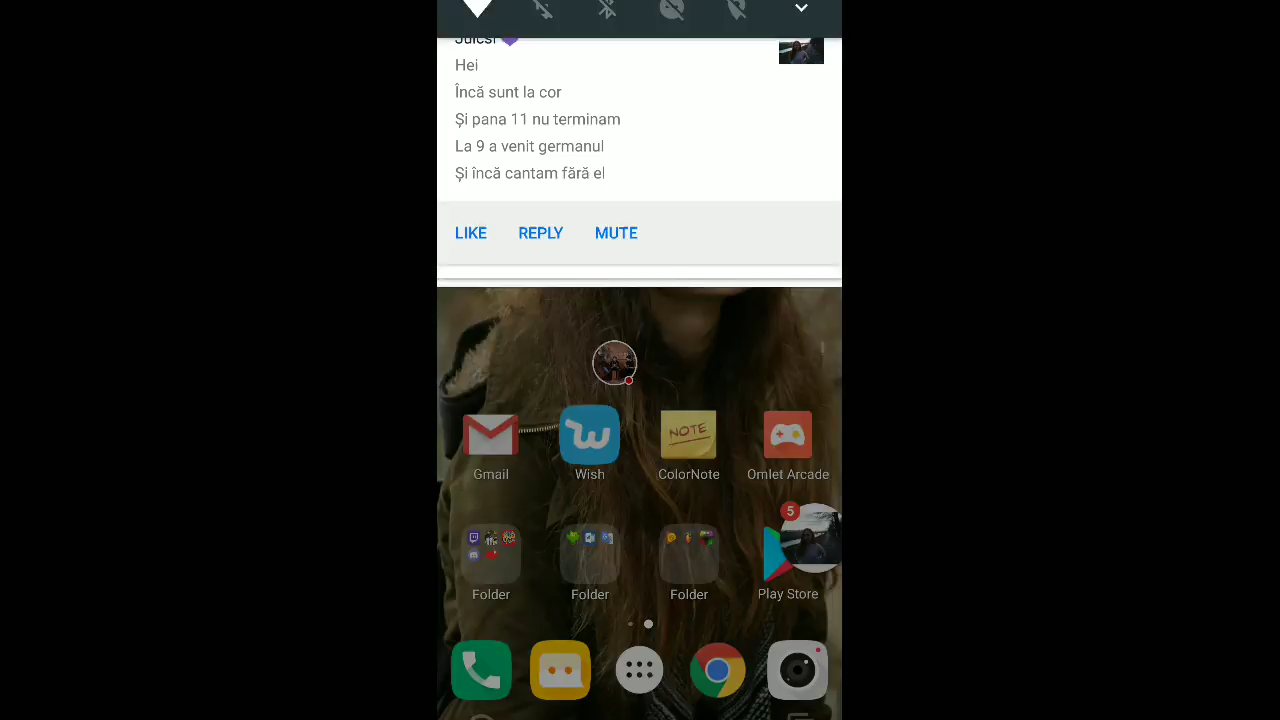 Juicsi
Hei
Încă sunt la cor
Și pana 11 nu terminam
La 9 a venit germanul
Și încă cantam fără el
LIKE REPLY MUTE
NOTE
Gmail Wish ColorNote Omlet Arcade
5
Folder Folder Folder Play Store